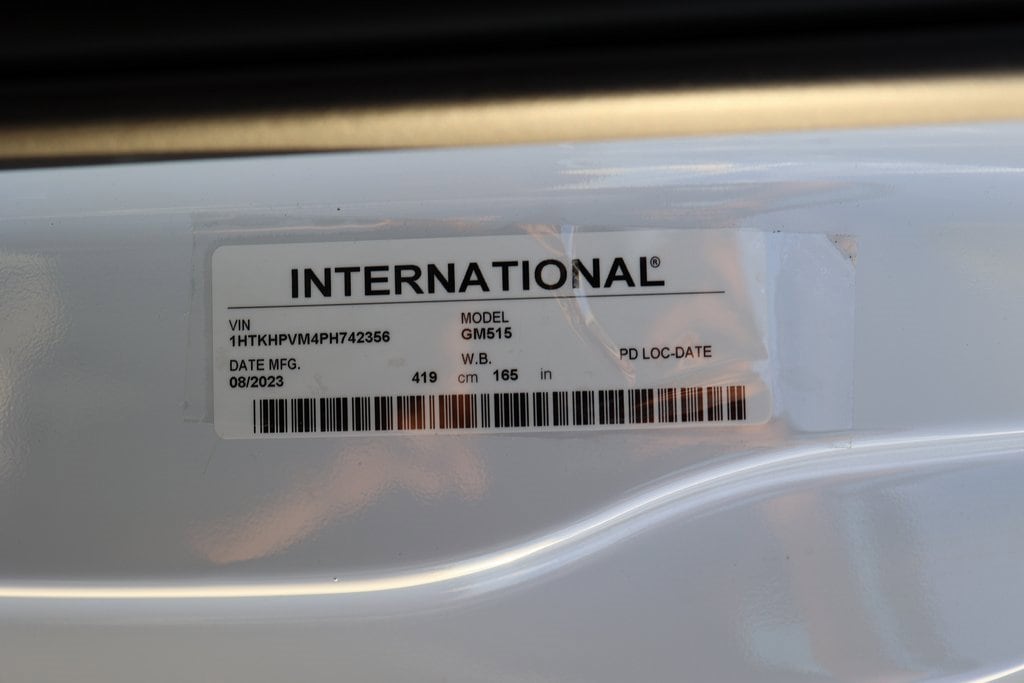 INTERNATIONAL®
VIN MODEL
1HTKHPVM4PH742356 GM515
DATE MFG. W.B. PD LOC-DATE
08/2023 419 cm 165 in